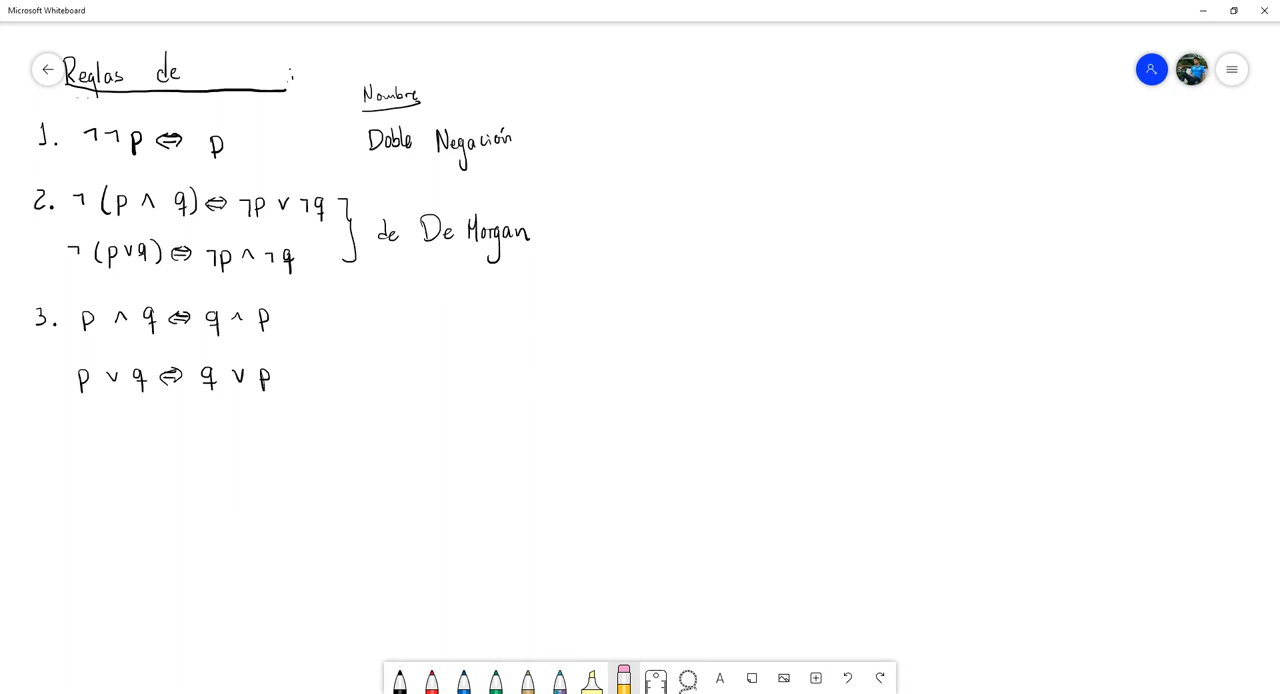 Microsoft Whiteboard
Reglas de :
Nombre
1. ¬¬p ⇔ p Doble Negación
2. ¬(p ∧ q) ⇔ ¬p ∨ ¬q
¬(p∨q) ⇔ ¬p ∧ ¬q
de De Morgan
3. p ∧ q ⇔ q ∧ p
p ∨ q ⇔ q ∨ p
A